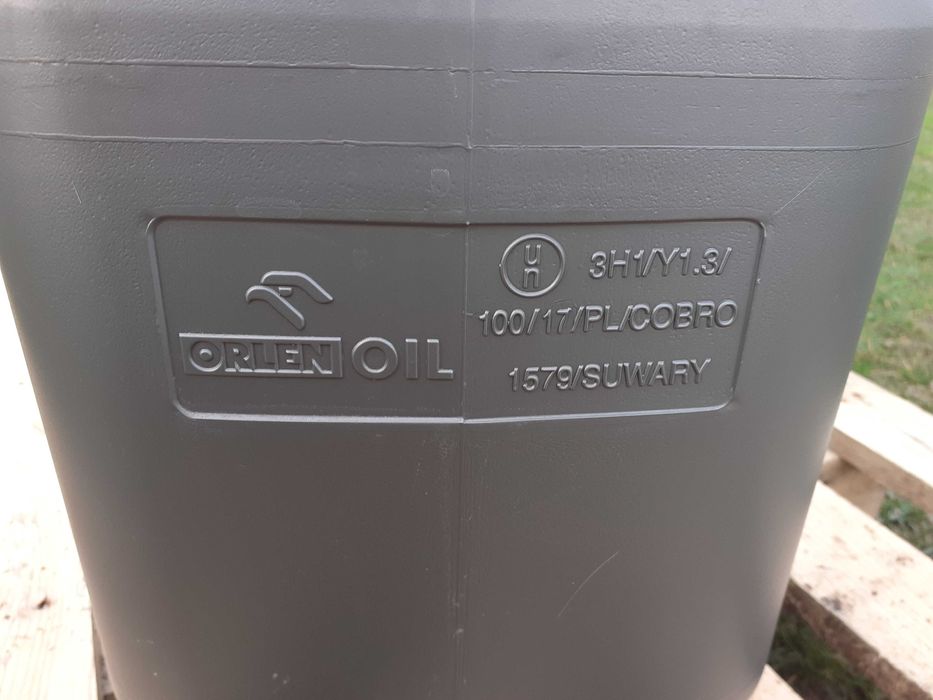 ORLEN OIL
un 3H1/Y1.3/
100/17/PL/COBRO
1579/SUWARY